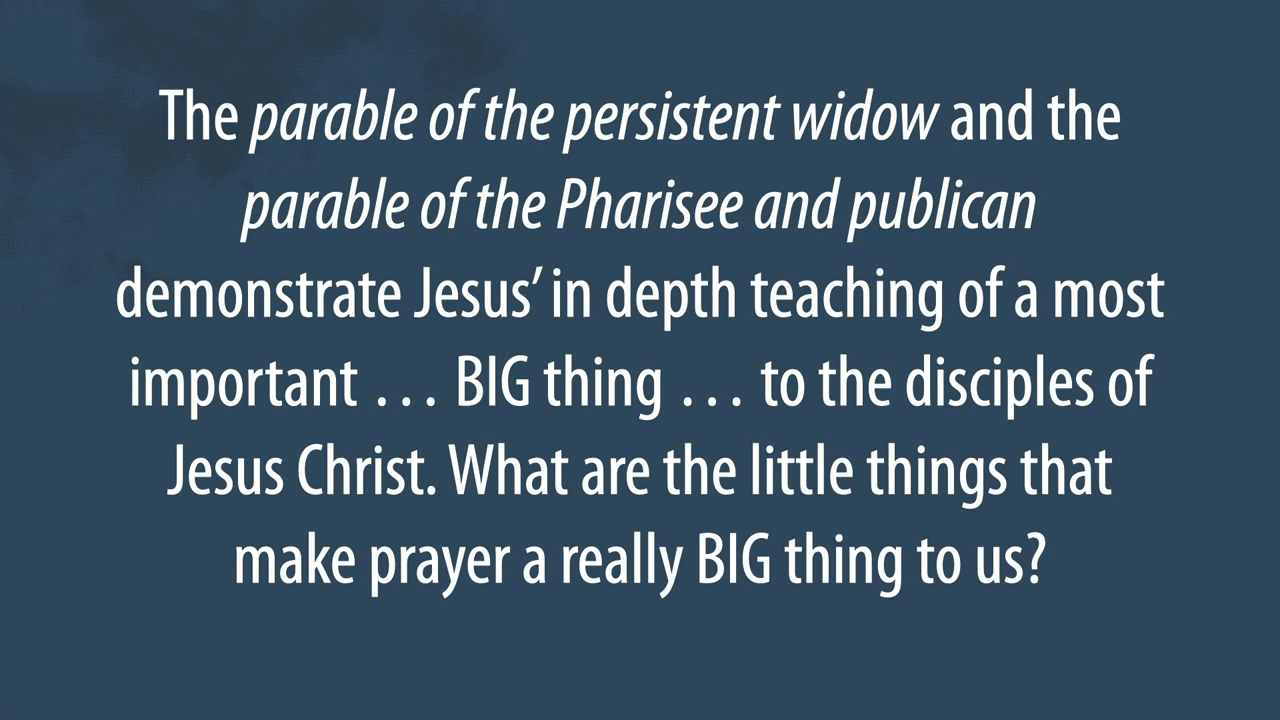 The parable of the persistent widow and the
parable of the Pharisee and publican
demonstrate Jesus’ in depth teaching of a most
important . . . BIG thing . . . to the disciples of
Jesus Christ. What are the little things that
make prayer a really BIG thing to us?